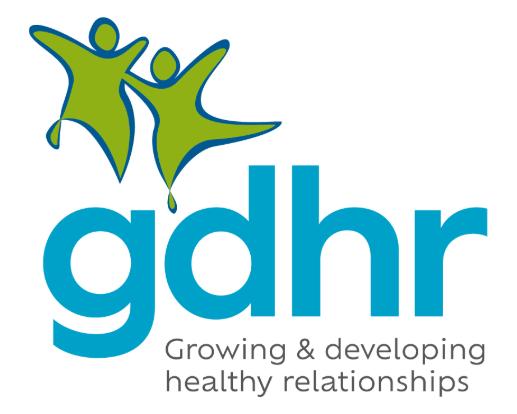 gdhr
Growing & developing
healthy relationships